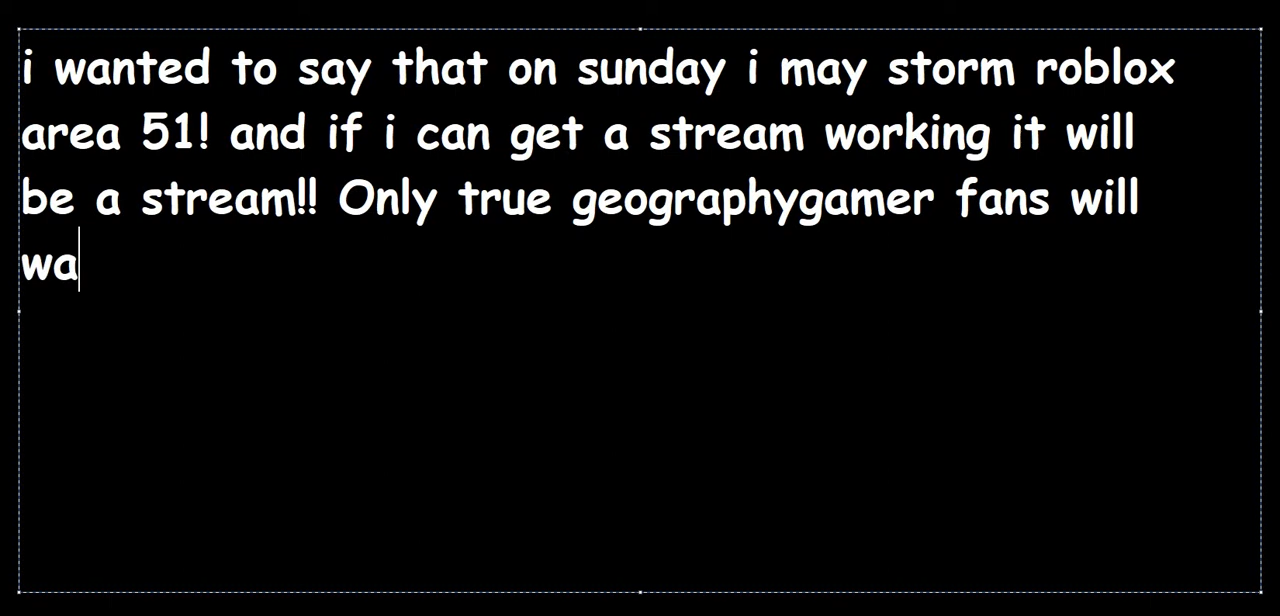 i wanted to say that on sunday i may storm roblox
area 51! and if i can get a stream working it will
be a stream!! Only true geographygamer fans will
wa